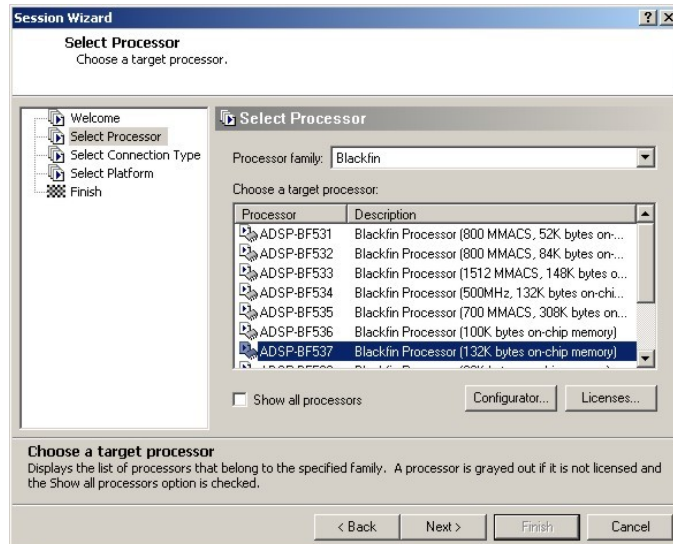 Session Wizard
Select Processor
Choose a target processor.
Welcome
Select Processor
Select Connection Type
Select Platform
Finish
Select Processor
Processor family: Blackfin
Choose a target processor:
Processor Description
ADSP-BF531 Blackfin Processor (800 MMACS, 52K bytes on-...
ADSP-BF532 Blackfin Processor (800 MMACS, 84K bytes on-...
ADSP-BF533 Blackfin Processor (1512 MMACS, 148K bytes o...
ADSP-BF534 Blackfin Processor (500MHz, 132K bytes on-chi...
ADSP-BF535 Blackfin Processor (700 MMACS, 308K bytes on...
ADSP-BF536 Blackfin Processor (100K bytes on-chip memory)
ADSP-BF537 Blackfin Processor (132K bytes on-chip memory)
Show all processors
Configurator... Licenses...
Choose a target processor
Displays the list of processors that belong to the specified family. A processor is grayed out if it is not licensed and
the Show all processors option is checked.
< Back Next > Finish Cancel